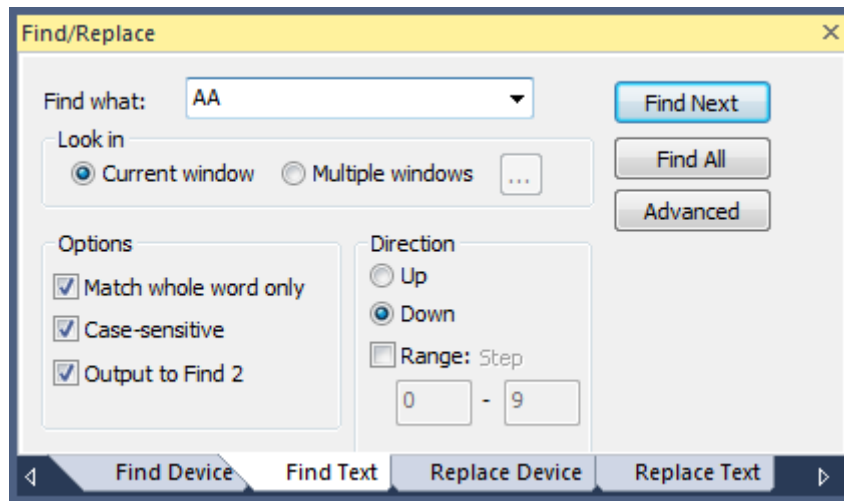 Find/Replace
Find what: AA
Find Next
Look in
Current window Multiple windows ...
Find All
Advanced
Options
Match whole word only
Case-sensitive
Output to Find 2
Direction
Up
Down
Range: Step
0 - 9
Find Device Find Text Replace Device Replace Text